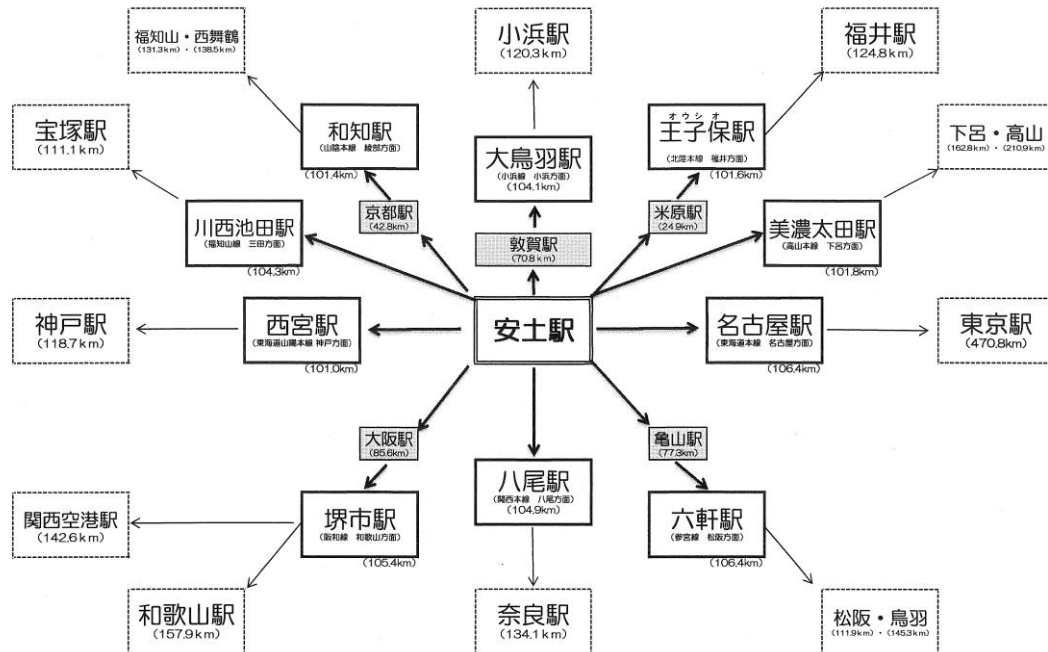 福知山・西舞鶴
(131.3km)・(138.5km)
小浜駅
(120.3km)
福井駅
(124.8km)
宝塚駅
(111.1km)
和知駅
(山陰本線 綾部方面)
(101.4km)
大鳥羽駅
(小浜線 小浜方面)
(104.1km)
オウシオ
王子保駅
(北陸本線 福井方面)
(101.6km)
下呂・高山
(162.8km)・(210.9km)
川西池田駅
(福知山線 三田方面)
(104.3km)
京都駅
(42.8km)
敦賀駅
(70.8km)
米原駅
(24.9km)
美濃太田駅
(高山本線 下呂方面)
(101.8km)
神戸駅
(118.7km)
西宮駅
(東海道山陽本線 神戸方面)
(101.0km)
安土駅
名古屋駅
(東海道本線 名古屋方面)
(106.4km)
東京駅
(470.8km)
大阪駅
(85.6km)
亀山駅
(77.3km)
関西空港駅
(142.6km)
堺市駅
(阪和線 和歌山方面)
(105.4km)
八尾駅
(関西本線 八尾方面)
(104.9km)
六軒駅
(参宮線 松阪方面)
(106.4km)
和歌山駅
(157.9km)
奈良駅
(134.1km)
松阪・鳥羽
(111.9km)・(145.3km)